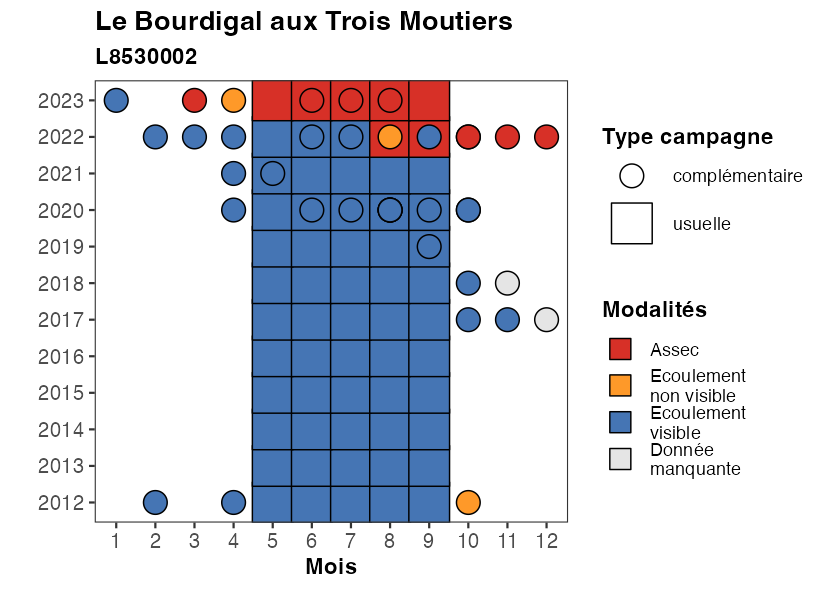 Le Bourdigal aux Trois Moutiers
L8530002
2023
2022
2021
2020
2019
2018
2017
2016
2015
2014
2013
2012
1 2 3 4 5 6 7 8 9 10 11 12
Mois
Type campagne
complémentaire
usuelle
Modalités
Assec
Ecoulement
non visible
Ecoulement
visible
Donnée
manquante